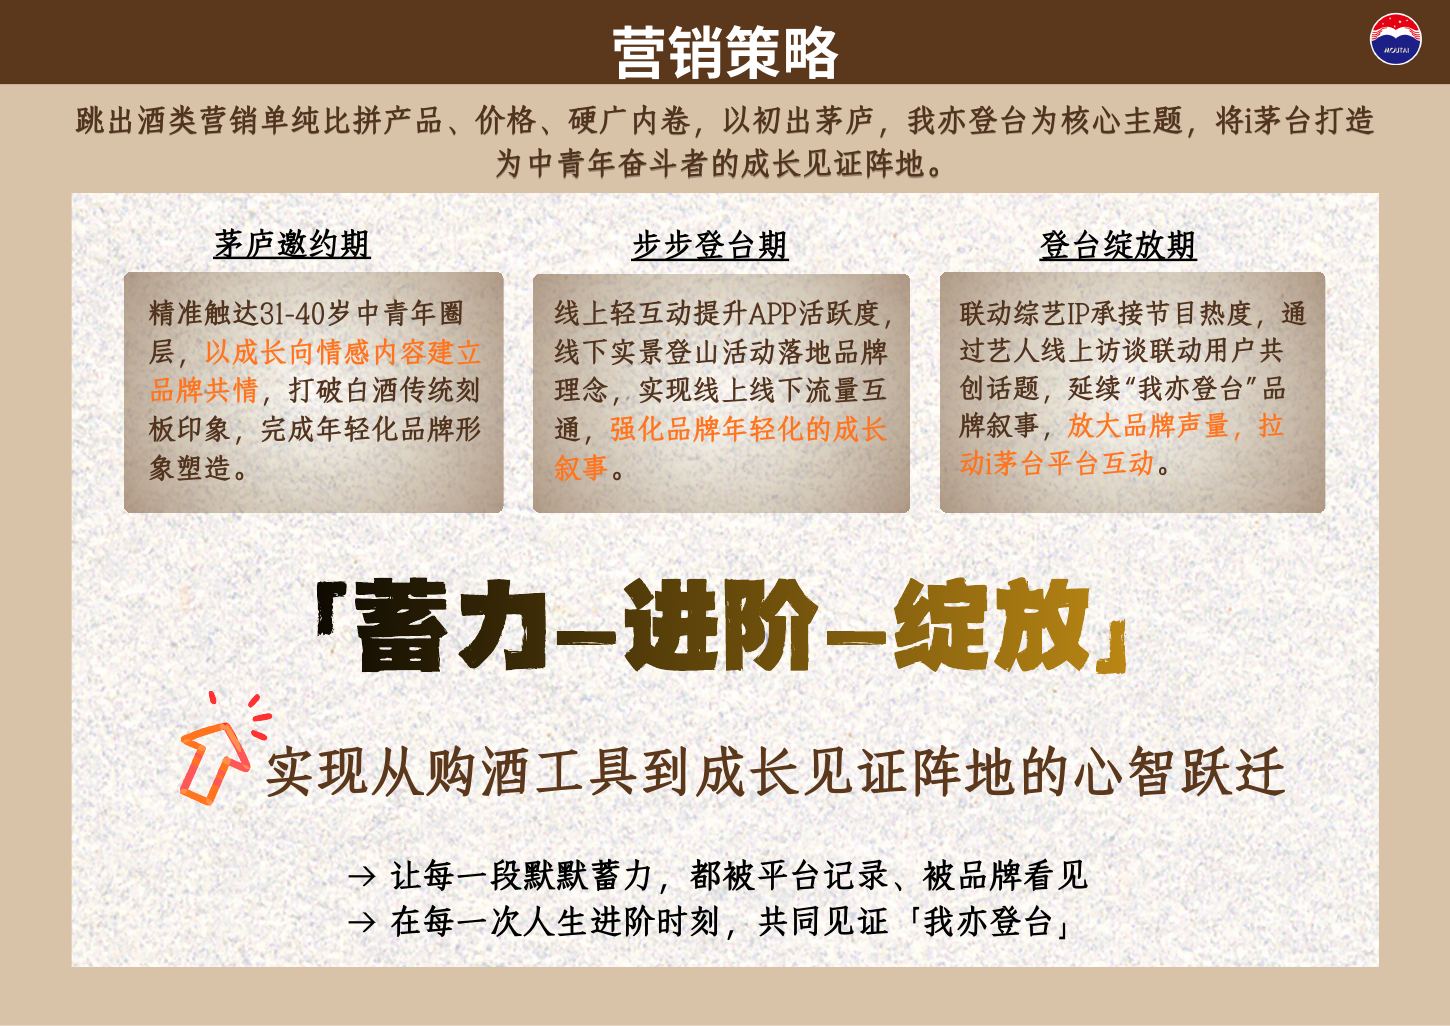 营销策略
MOUTAI
跳出酒类营销单纯比拼产品、价格、硬广内卷，以初出茅庐，我亦登台为核心主题，将i茅台打造
为中青年奋斗者的成长见证阵地。
茅庐邀约期
精准触达31-40岁中青年圈
层，以成长向情感内容建立
品牌共情，打破白酒传统刻
板印象，完成年轻化品牌形
象塑造。
步步登台期
线上轻互动提升APP活跃度，
线下实景登山活动落地品牌
理念，实现线上线下流量互
通，强化品牌年轻化的成长
叙事。
登台绽放期
联动综艺IP承接节目热度，通
过艺人线上访谈联动用户共
创话题，延续“我亦登台”品
牌叙事，放大品牌声量，拉
动i茅台平台互动。
「蓄力—进阶—绽放」
实现从购酒工具到成长见证阵地的心智跃迁
→ 让每一段默默蓄力，都被平台记录、被品牌看见
→ 在每一次人生进阶时刻，共同见证「我亦登台」